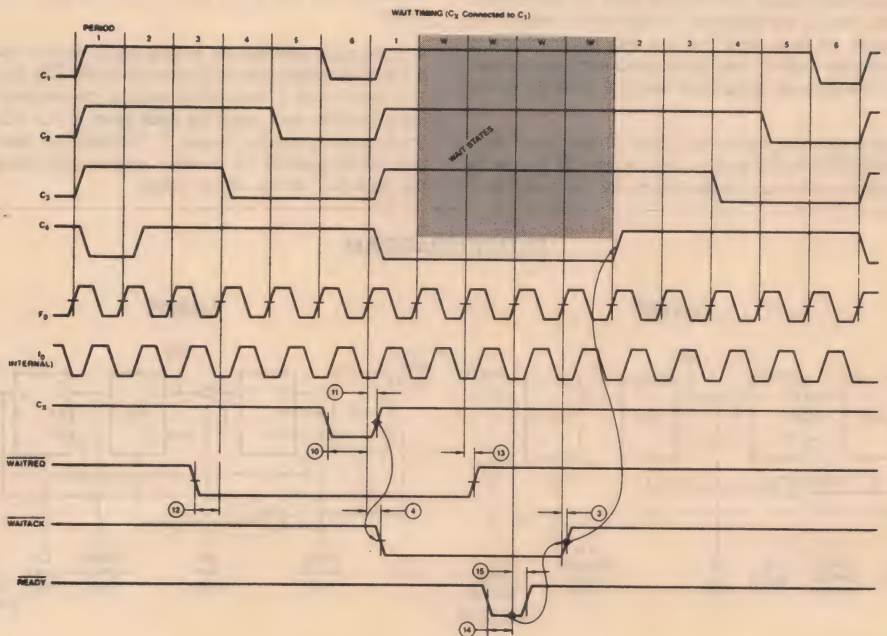 WAIT TIMING (CX Connected to C1)
PERIOD
1 2 3 4 5 6 1 W W W W 2 3 4 5 6
C1
C2
WAIT STATES
C3
C4
F0
f0
INTERNAL)
11
CX
10
13
WAITREQ
12
4
3
WAITACK
15
READY
14